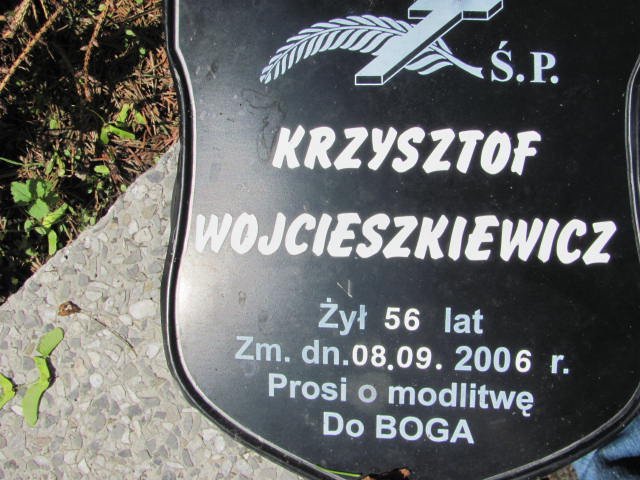 Ś.P.
KRZYSZTOF
WOJCIESZKIEWICZ
Żył 56 lat
Zm. dn.08.09. 2006 r.
Prosi o modlitwę
Do BOGA